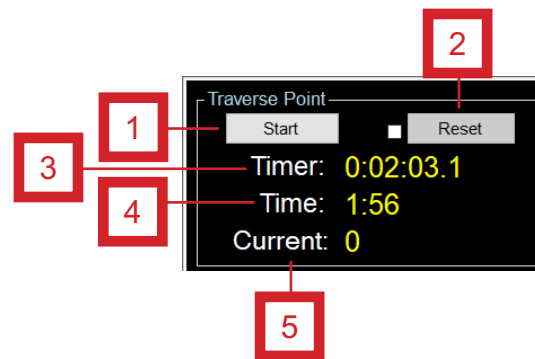 2
Traverse Point
1
Start
Reset
3
Timer: 0:02:03.1
4
Time: 1:56
Current: 0
5